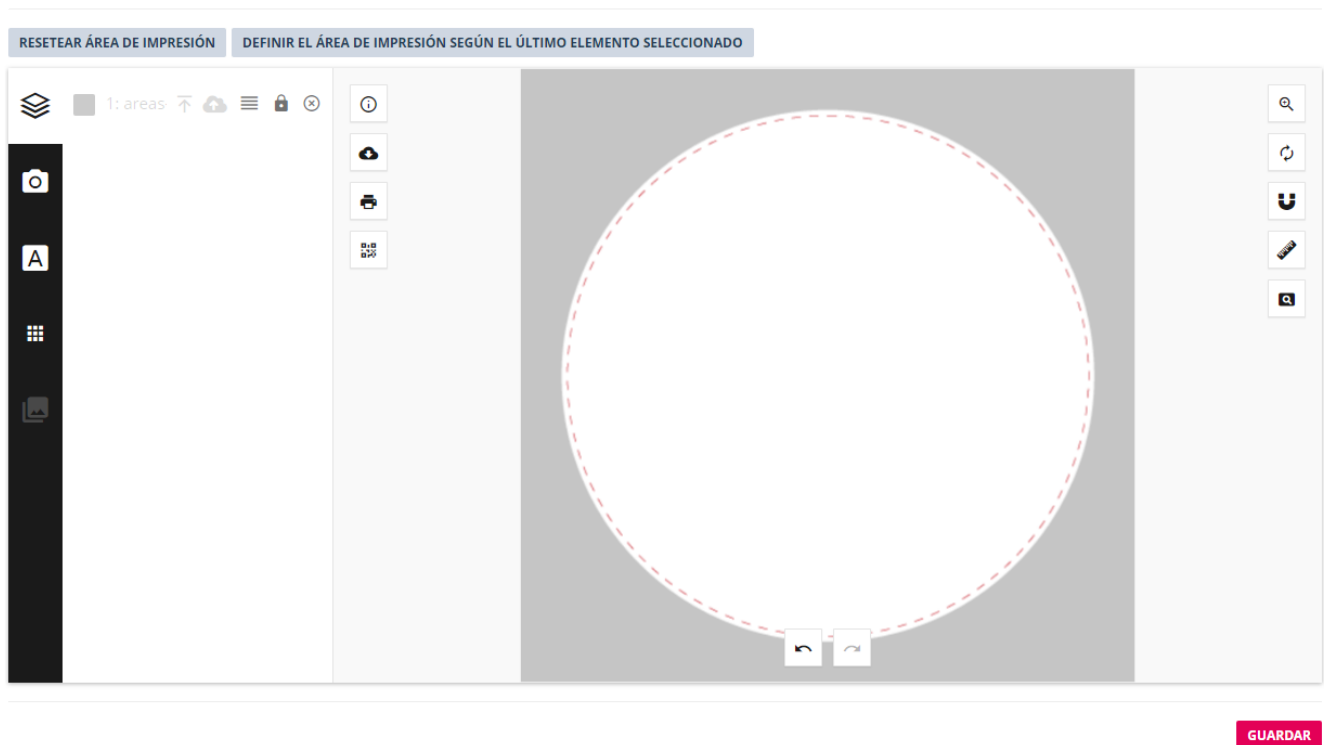 RESETEAR ÁREA DE IMPRESIÓN
DEFINIR EL ÁREA DE IMPRESIÓN SEGÚN EL ÚLTIMO ELEMENTO SELECCIONADO
1: areas
A
GUARDAR